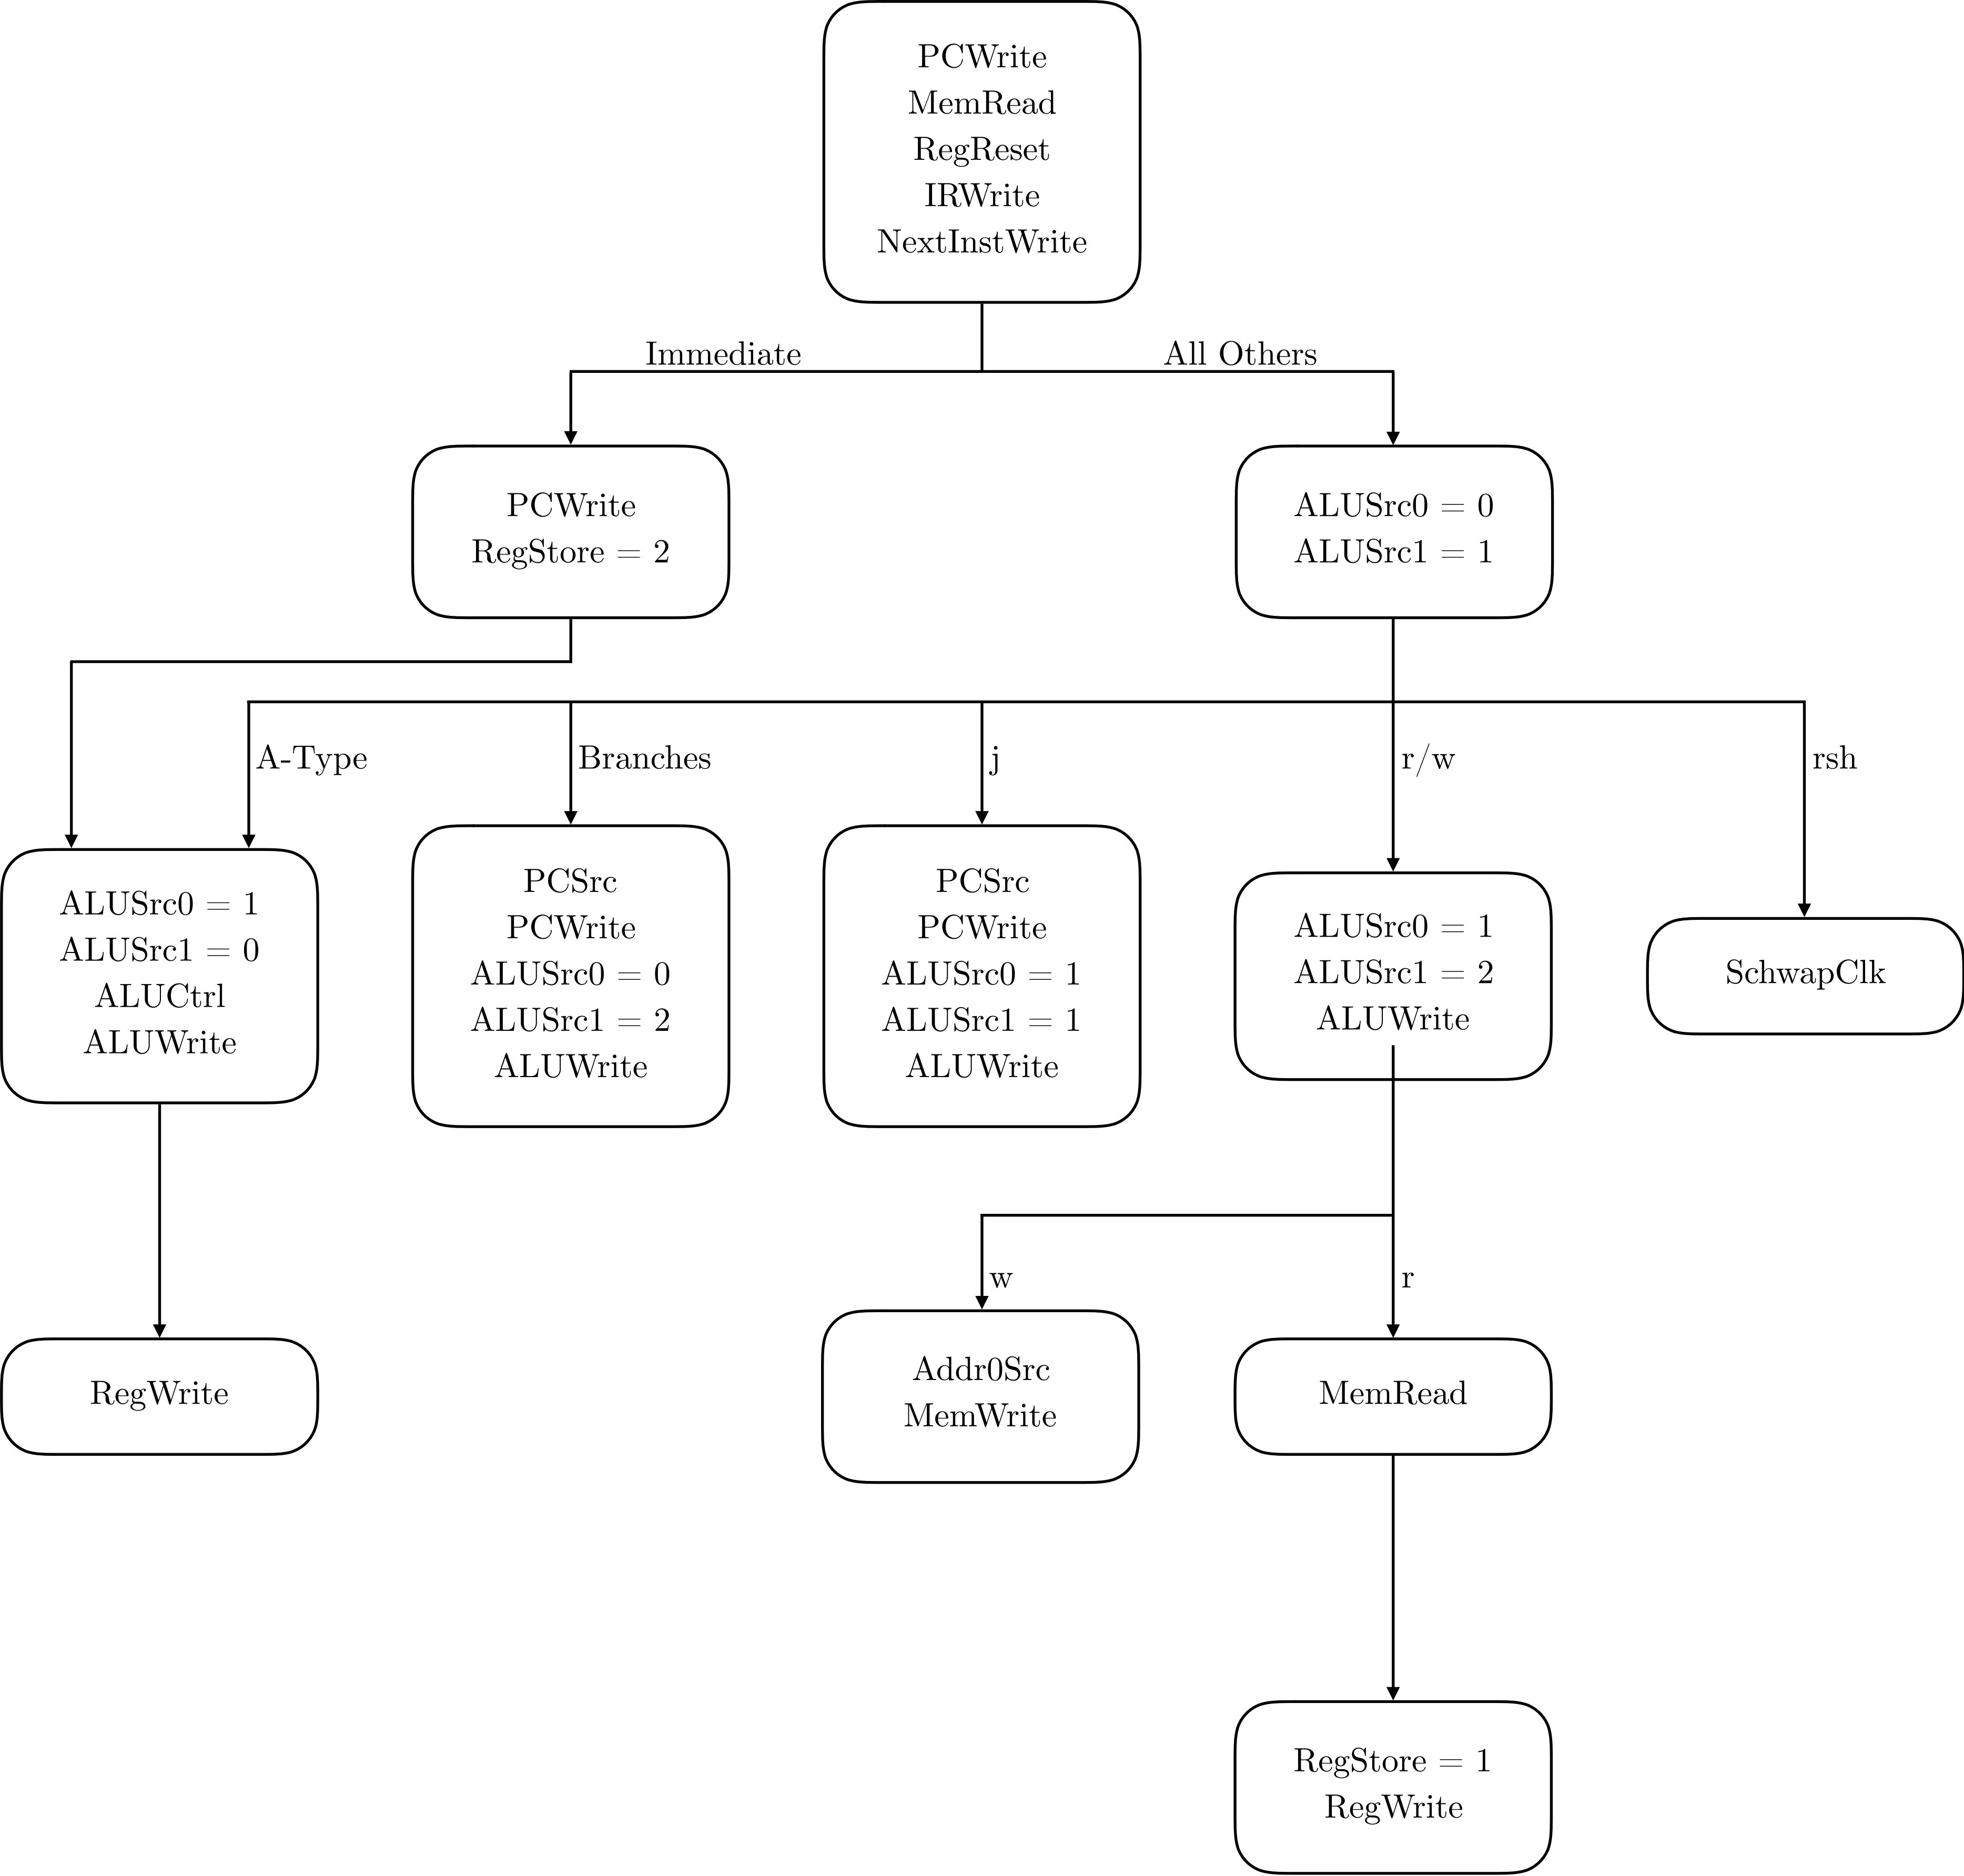 PCWrite
MemRead
RegReset
IRWrite
NextInstWrite
Immediate
All Others
PCWrite
RegStore = 2
ALUSrc0 = 0
ALUSrc1 = 1
A-Type
Branches
j
r/w
rsh
ALUSrc0 = 1
ALUSrc1 = 0
ALUCtrl
ALUWrite
PCSrc
PCWrite
ALUSrc0 = 0
ALUSrc1 = 2
ALUWrite
PCSrc
PCWrite
ALUSrc0 = 1
ALUSrc1 = 1
ALUWrite
ALUSrc0 = 1
ALUSrc1 = 2
ALUWrite
SchwapClk
w
r
RegWrite
Addr0Src
MemWrite
MemRead
RegStore = 1
RegWrite